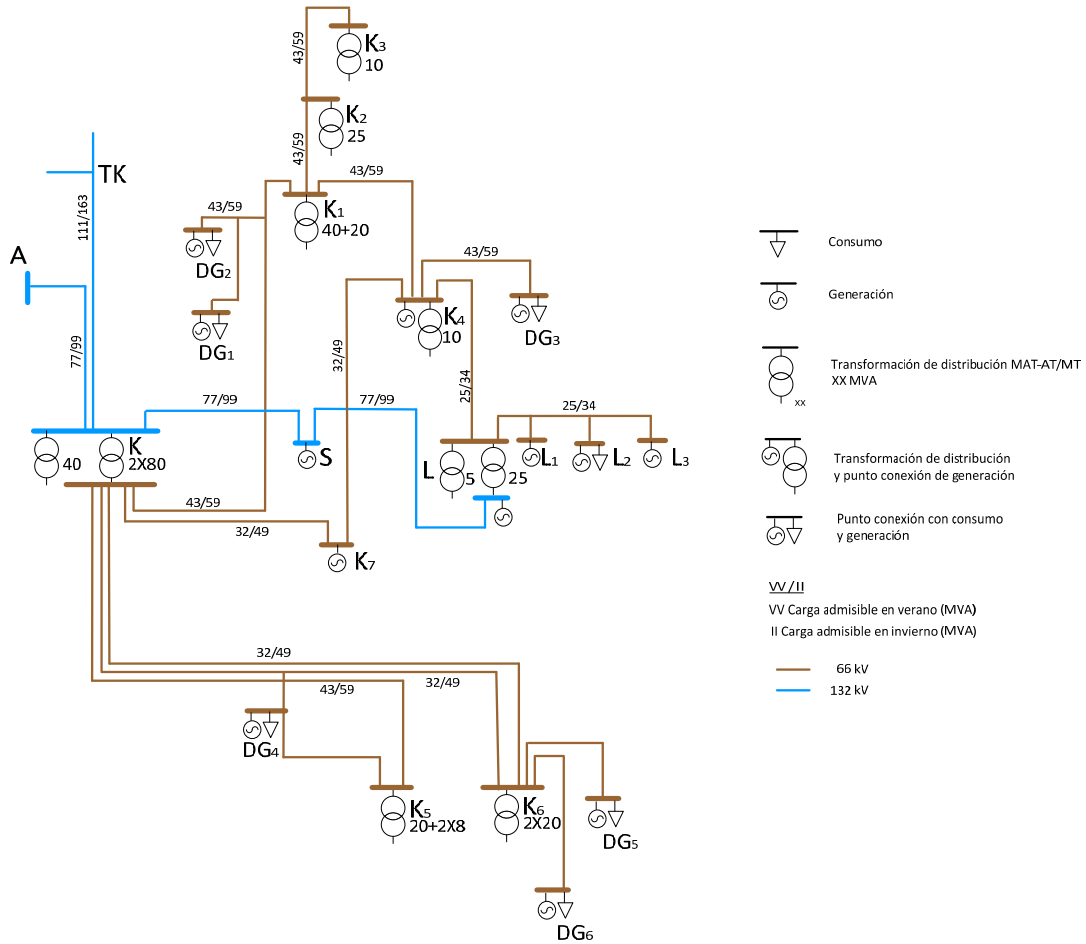 43/59
K3
10
K2
25
43/59
TK
111/163
43/59
43/59
K1
40+20
DG2
A
77/99
DG1
43/59
K4
10
DG3
32/49
25/34
77/99
77/99
25/34
K
2X80
40
S
L
5
25
L1
L2
L3
43/59
32/49
K7
32/49
32/49
43/59
DG4
K5
20+2X8
K6
2X20
DG5
DG6
Consumo
Generación
Transformación de distribución MAT-AT/MT
XX MVA
xx
Transformación de distribución
y punto conexión de generación
Punto conexión con consumo
y generación
VV/II
VV Carga admisible en verano (MVA)
II Carga admisible en invierno (MVA)
66 kV
132 kV